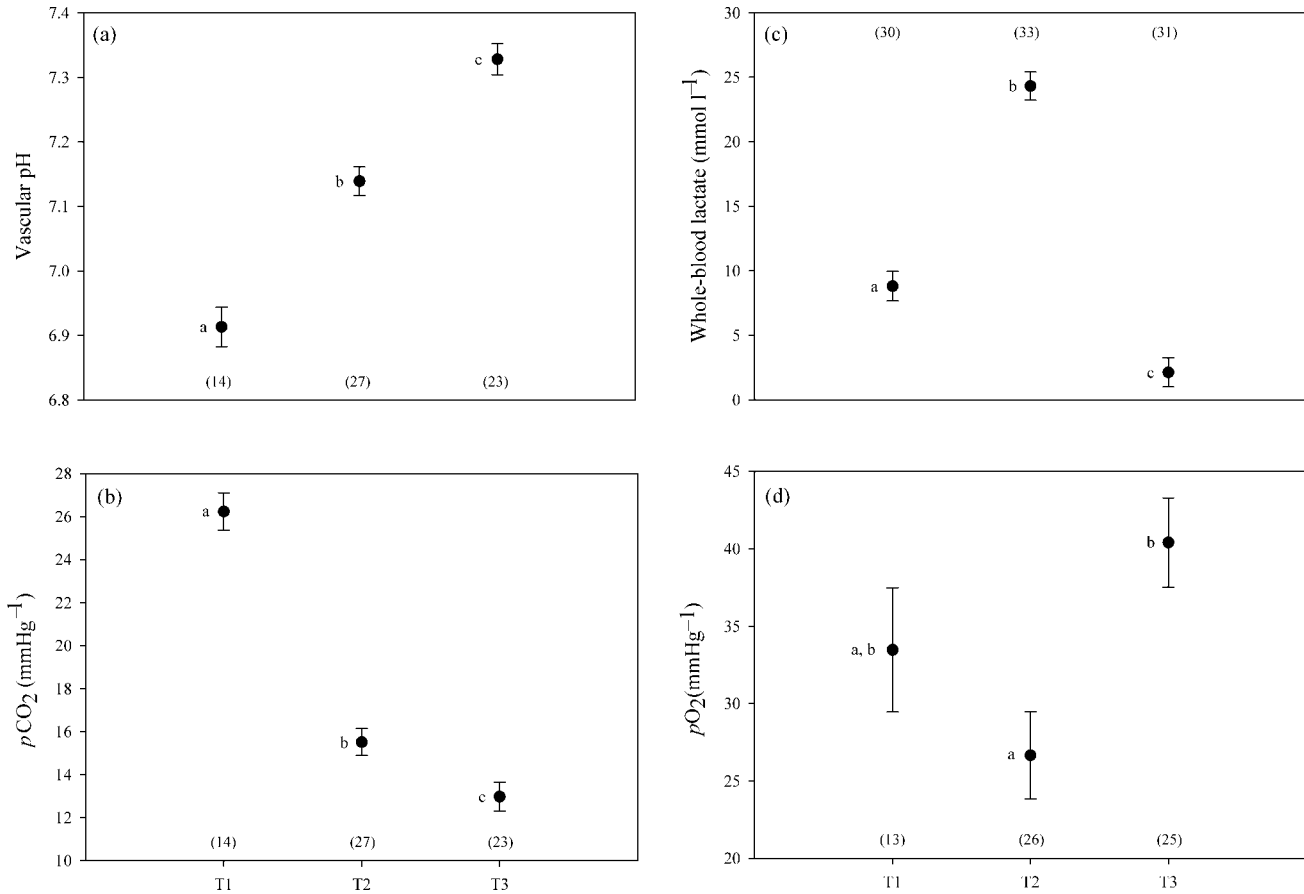 (a)
7.4
7.3
7.2
7.1
7.0
6.9
6.8
Vascular pH
a
b
c
(14)
(27)
(23)
(c)
30
25
20
15
10
5
0
Whole-blood lactate (mmol l⁻¹)
(30)
(33)
(31)
a
b
c
(b)
28
26
24
22
20
18
16
14
12
10
pCO₂ (mmHg⁻¹)
a
b
c
(14)
(27)
(23)
T1
T2
T3
(d)
45
40
35
30
25
20
pO₂(mmHg⁻¹)
a, b
a
b
(13)
(26)
(25)
T1
T2
T3